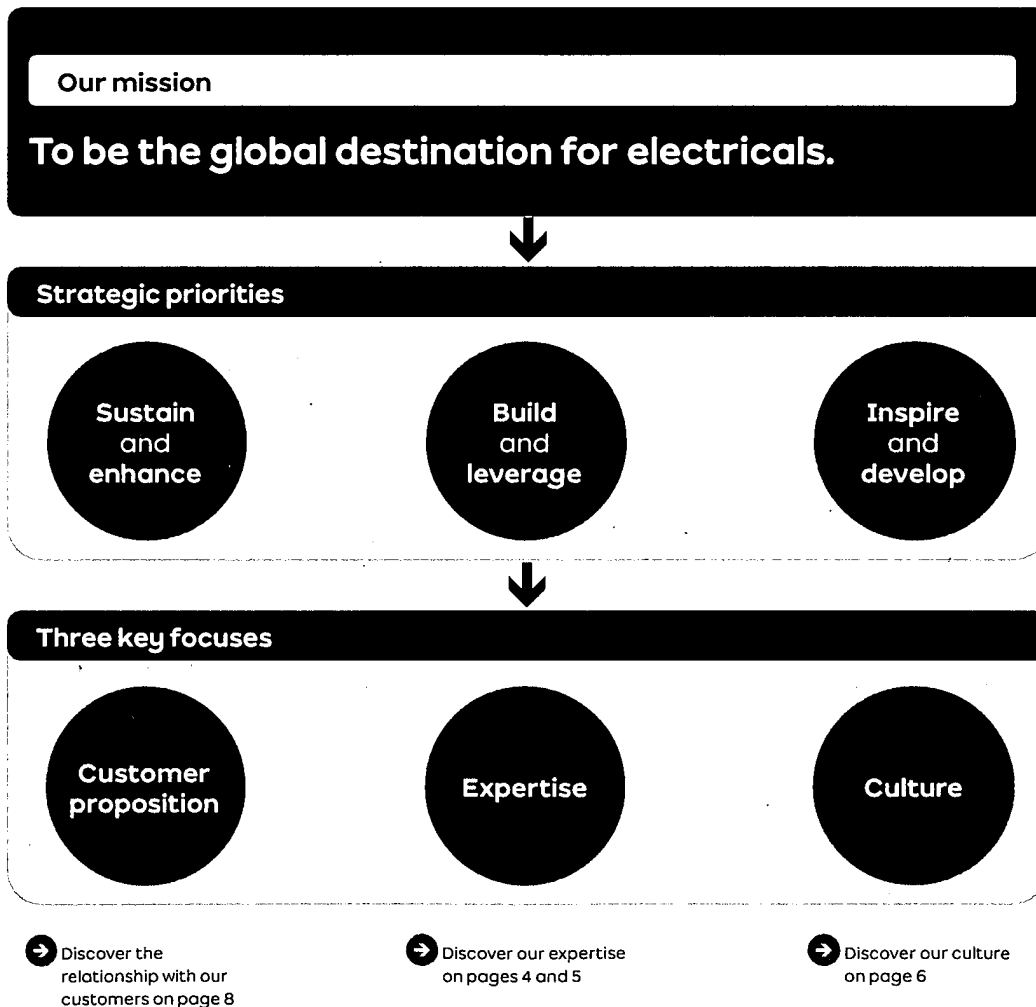 Our mission
To be the global destination for electricals.
Strategic priorities
Sustain
and
enhance
Build
and
leverage
Inspire
and
develop
Three key focuses
Customer
proposition
Expertise
Culture
Discover the
relationship with our
customers on page 8
Discover our expertise
on pages 4 and 5
Discover our culture
on page 6